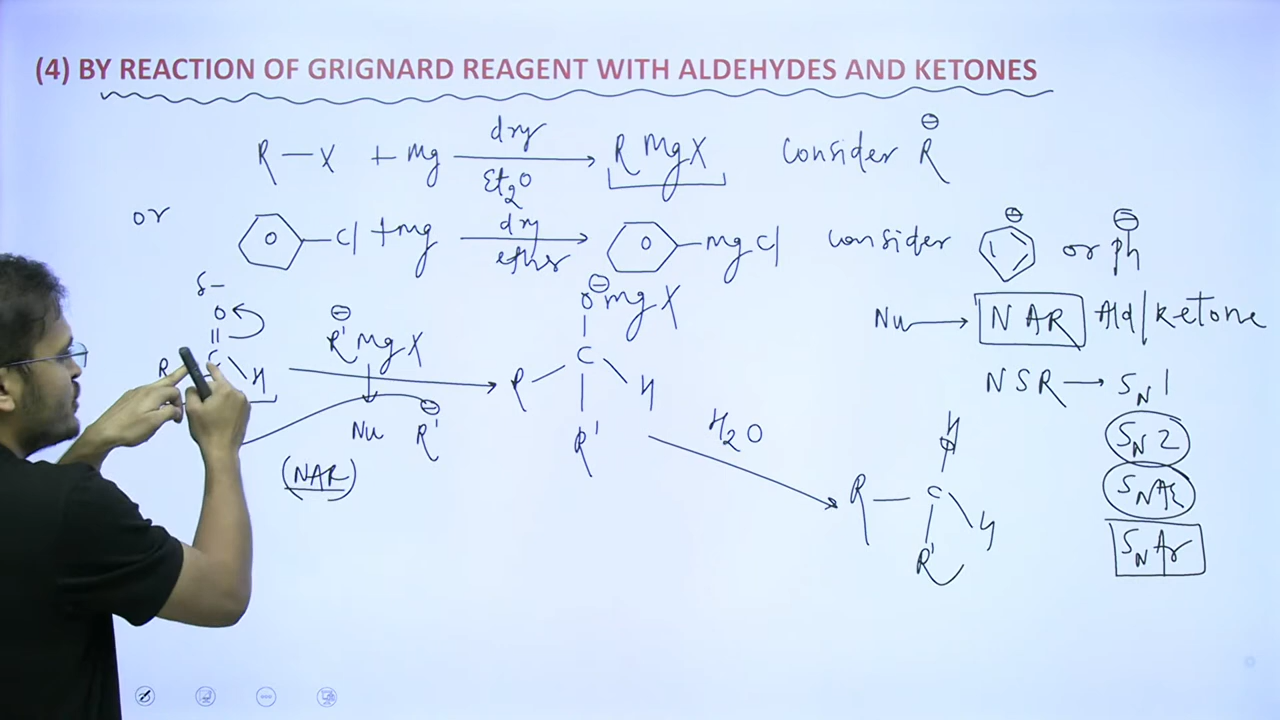 (4) BY REACTION OF GRIGNARD REAGENT WITH ALDEHYDES AND KETONES
R — X + Mg dry Et2O → R MgX consider R⊖
or
Cl + Mg dry ether → MgCl consider ⊖ or Ph⊖
Nu → NAR Ald/ketone
NSR → SN1
SN2
SNAE
SNAr
δ-
O
R C H
R'⊖MgX
Nu R'⊖
(NAR)
O⊖MgX
R C H
R'
H2O
H
R — C H
R'